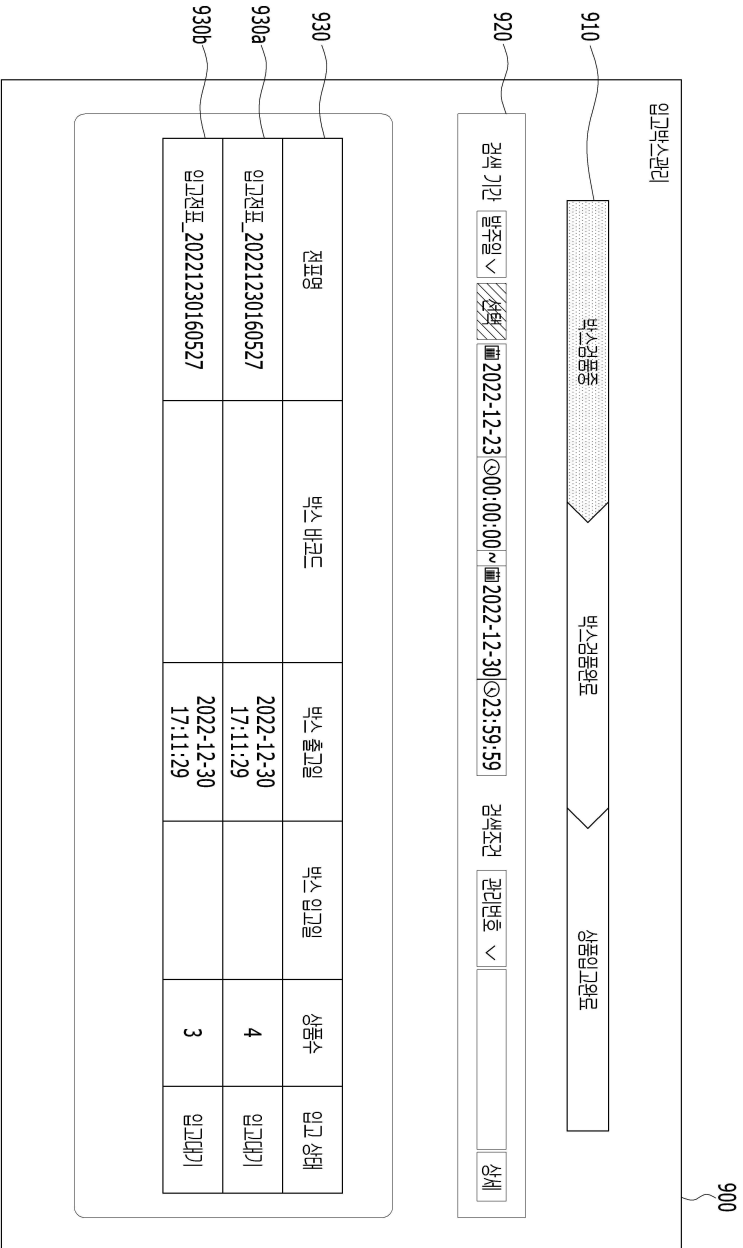 900
입고박스관리
910
박스검품중
박스검품완료
상품입고완료
920
검색 기간 발주일 선택 2022-12-23 00:00:00 ~ 2022-12-30 23:59:59 검색조건 관리번호 상세
930
전표명 박스 바코드 박스 출고일 박스 입고일 상품수 입고 상태
930a
입고전표_20221230160527 2022-12-30 17:11:29 4 입고대기
930b
입고전표_20221230160527 2022-12-30 17:11:29 3 입고대기